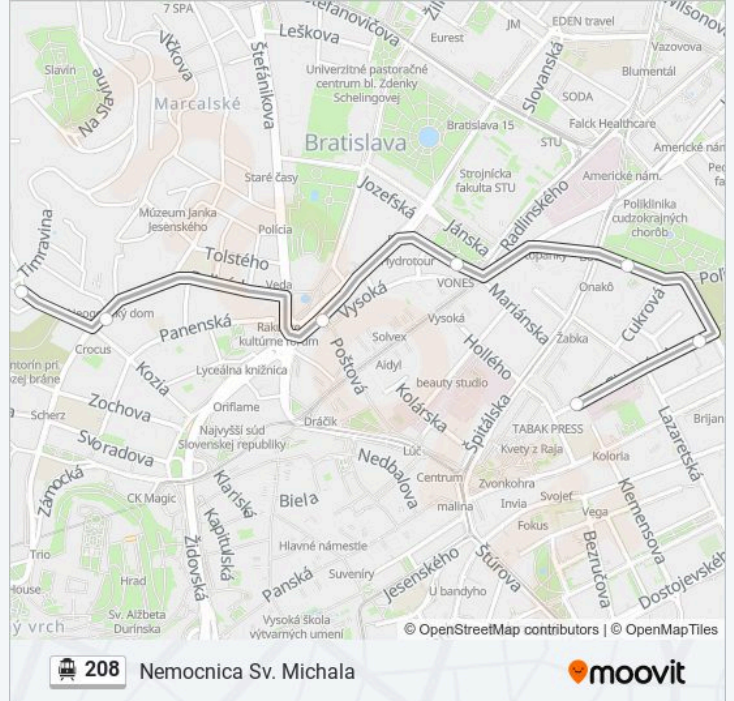 7 SPA
Leškova
Eurest
JM
EDEN travel
Vazovova
Slavín
Vlčkova
Štefánikova
Univerzitné pastoračné
centrum bl. Zdenky
Schelingovej
Slovanská
Blumentál
Na Slavíne
Marcalské
SODA
Bratislava
Bratislava 15
Falck Healthcare
STU
Staré časy
Jozefská
Strojnícka
fakulta STU
Americké nám.
Múzeum Janka
Jesenského
Polícia
Jánska
Radlinského
Poliklinika
cudzokrajných
chorôb
Timravina
Tolstého
Hydrotour
Veda
VONES
Onakô
Vysoká
Mariánska
Cukrová
Panenská
Vysoká
Solvex
Žabka
kultúrne fórum
Crocus
Lyceálna knižnica
Poštová
Aidyl
Hollého
Kozia
beauty studio
Zochova
Oriflame
Kolárska
Scherz
Dráčik
Špitálska
TABAK PRESS
Lazaretská
Svoradova
Najvyšší súd
Slovenskej republiky
Lúč
Kvety z Raja
Koloria
Nedbalova
Centrum
Zvonkohra
Zámocká
CK Magic
Klariská
Biela
malina
Invia
Svojeť
Klemensova
Kapitulská
Fokus
Vega
Trio
Židovská
Hlavné námestie
Štúrova
Bezručova
Hrad
Panská
Suveníry
Jesenského
Dostojevského
Sv. Alžbeta
Durínska
U bandyho
Vysoká škola
výtvarných umení
© OpenStreetMap contributors | © OpenMapTiles
208 Nemocnica Sv. Michala
moovit